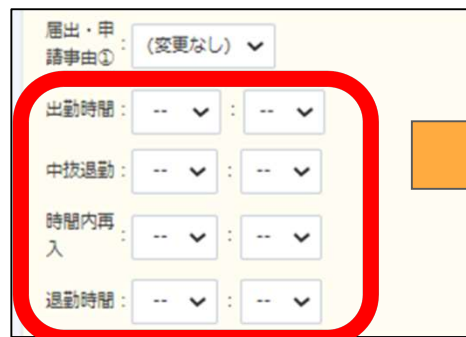 届出・申
請事由① : (変更なし)
出勤時間 : -- : --
中抜退勤 : -- : --
時間内再
入 : -- : --
退勤時間 : -- : --